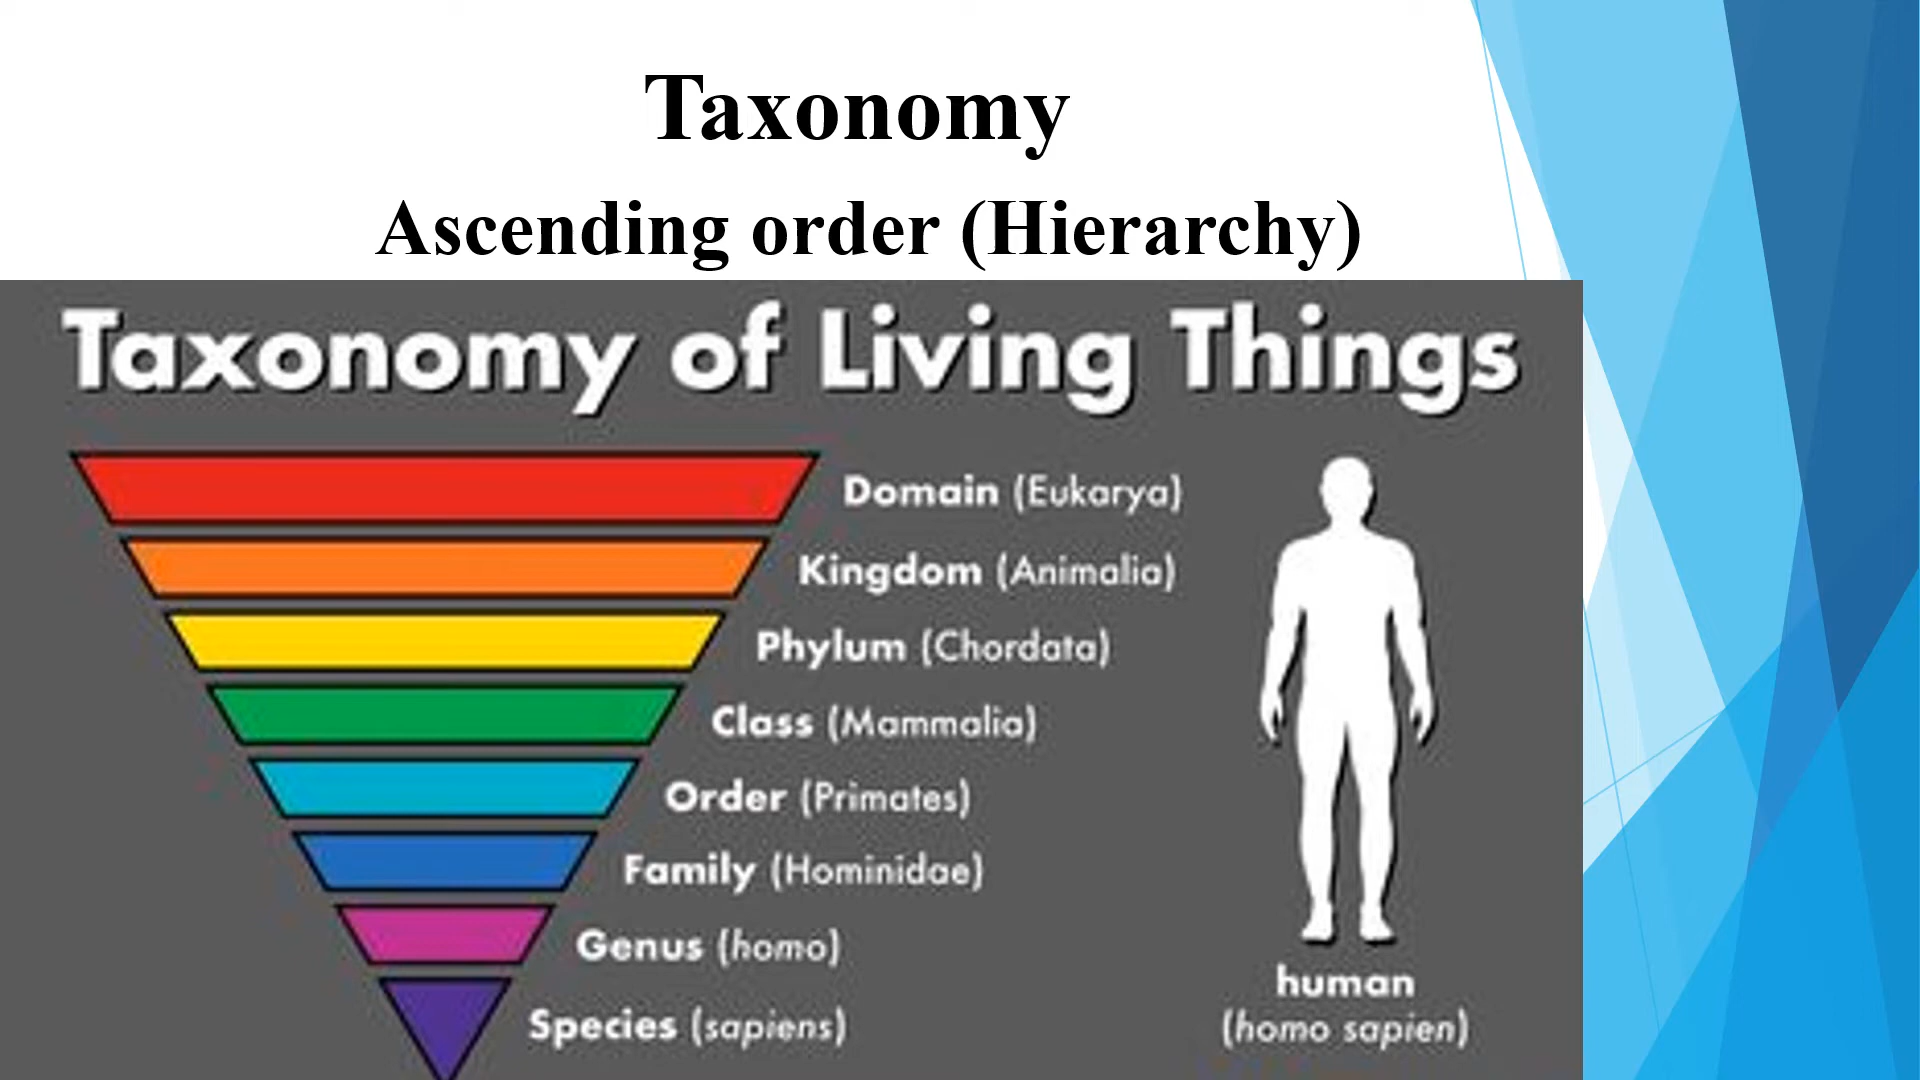 Taxonomy
Ascending order (Hierarchy)
Taxonomy of Living Things
Domain (Eukarya)
Kingdom (Animalia)
Phylum (Chordata)
Class (Mammalia)
Order (Primates)
Family (Hominidae)
Genus (homo)
Species (sapiens)
human
(homo sapien)